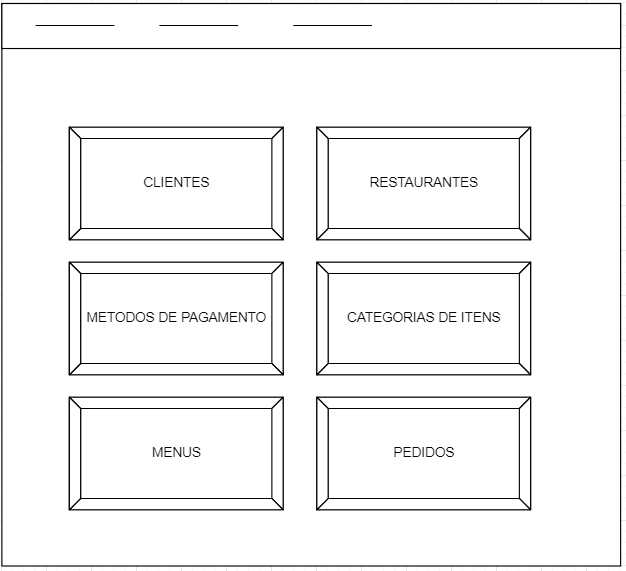 CLIENTES
RESTAURANTES
METODOS DE PAGAMENTO
CATEGORIAS DE ITENS
MENUS
PEDIDOS